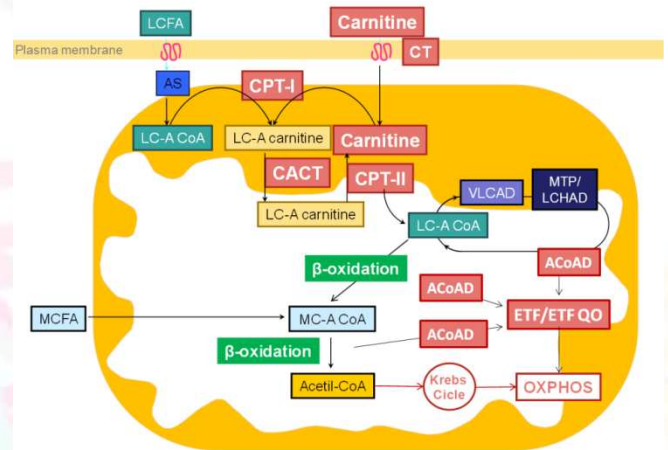 LCFA
Carnitine
Plasma membrane
CT
AS
CPT-I
LC-A CoA
LC-A carnitine
Carnitine
CACT
CPT-II
VLCAD
MTP/
LCHAD
LC-A carnitine
LC-A CoA
β-oxidation
ACoAD
ACoAD
MCFA
MC-A CoA
ETF/ETF QO
ACoAD
β-oxidation
Acetil-CoA
Krebs
Cicle
OXPHOS